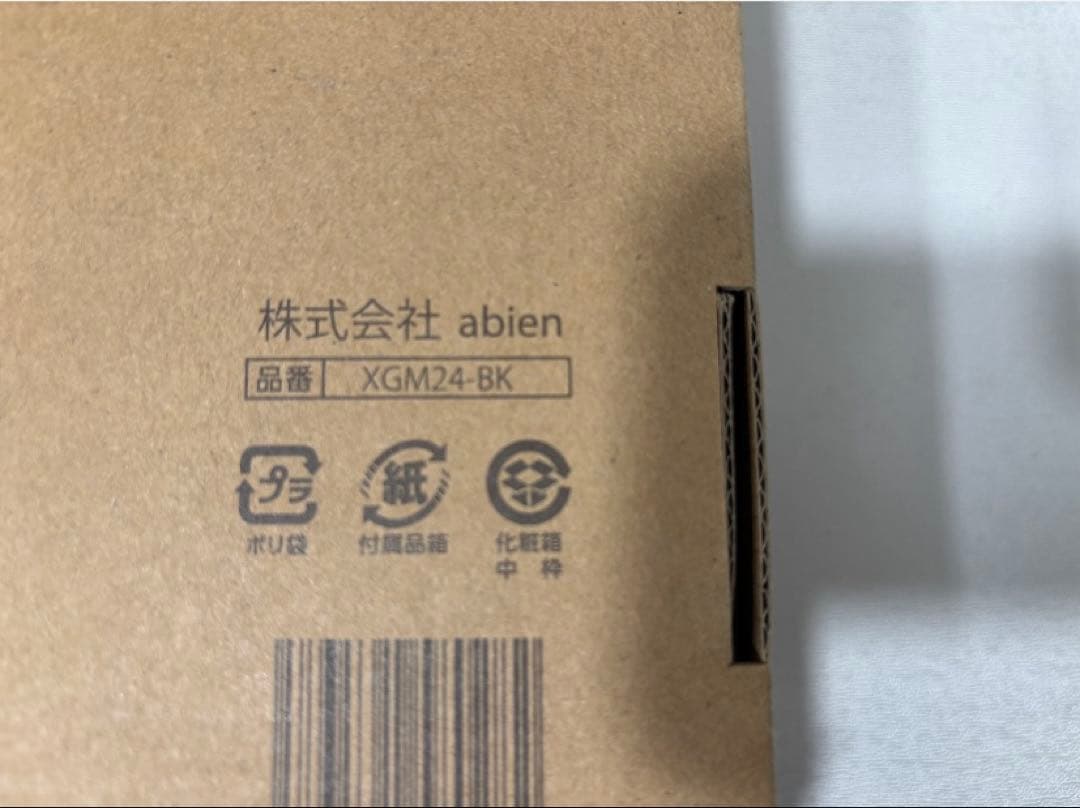 株式会社 abien
品番 XGM24-BK
プラ 紙
ポリ袋 付属品箱 化粧箱
中 枠